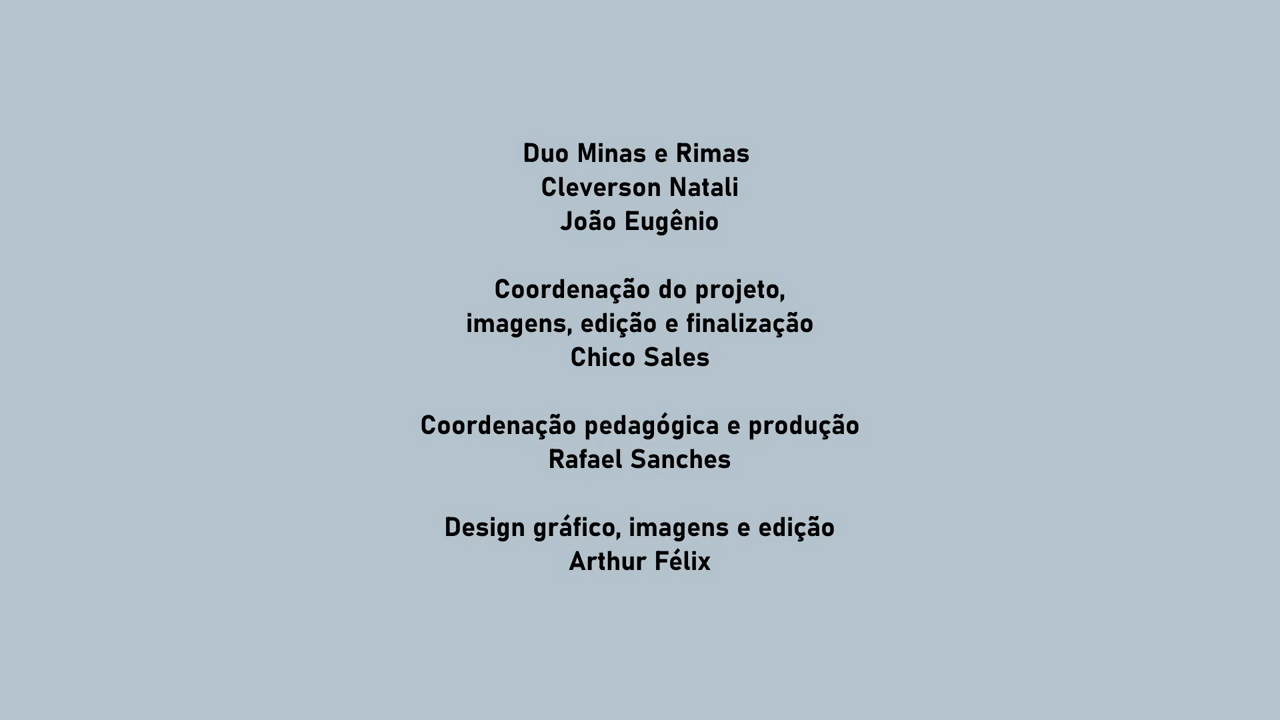 Duo Minas e Rimas
Cleverson Natali
João Eugênio
Coordenação do projeto,
imagens, edição e finalização
Chico Sales
Coordenação pedagógica e produção
Rafael Sanches
Design gráfico, imagens e edição
Arthur Félix